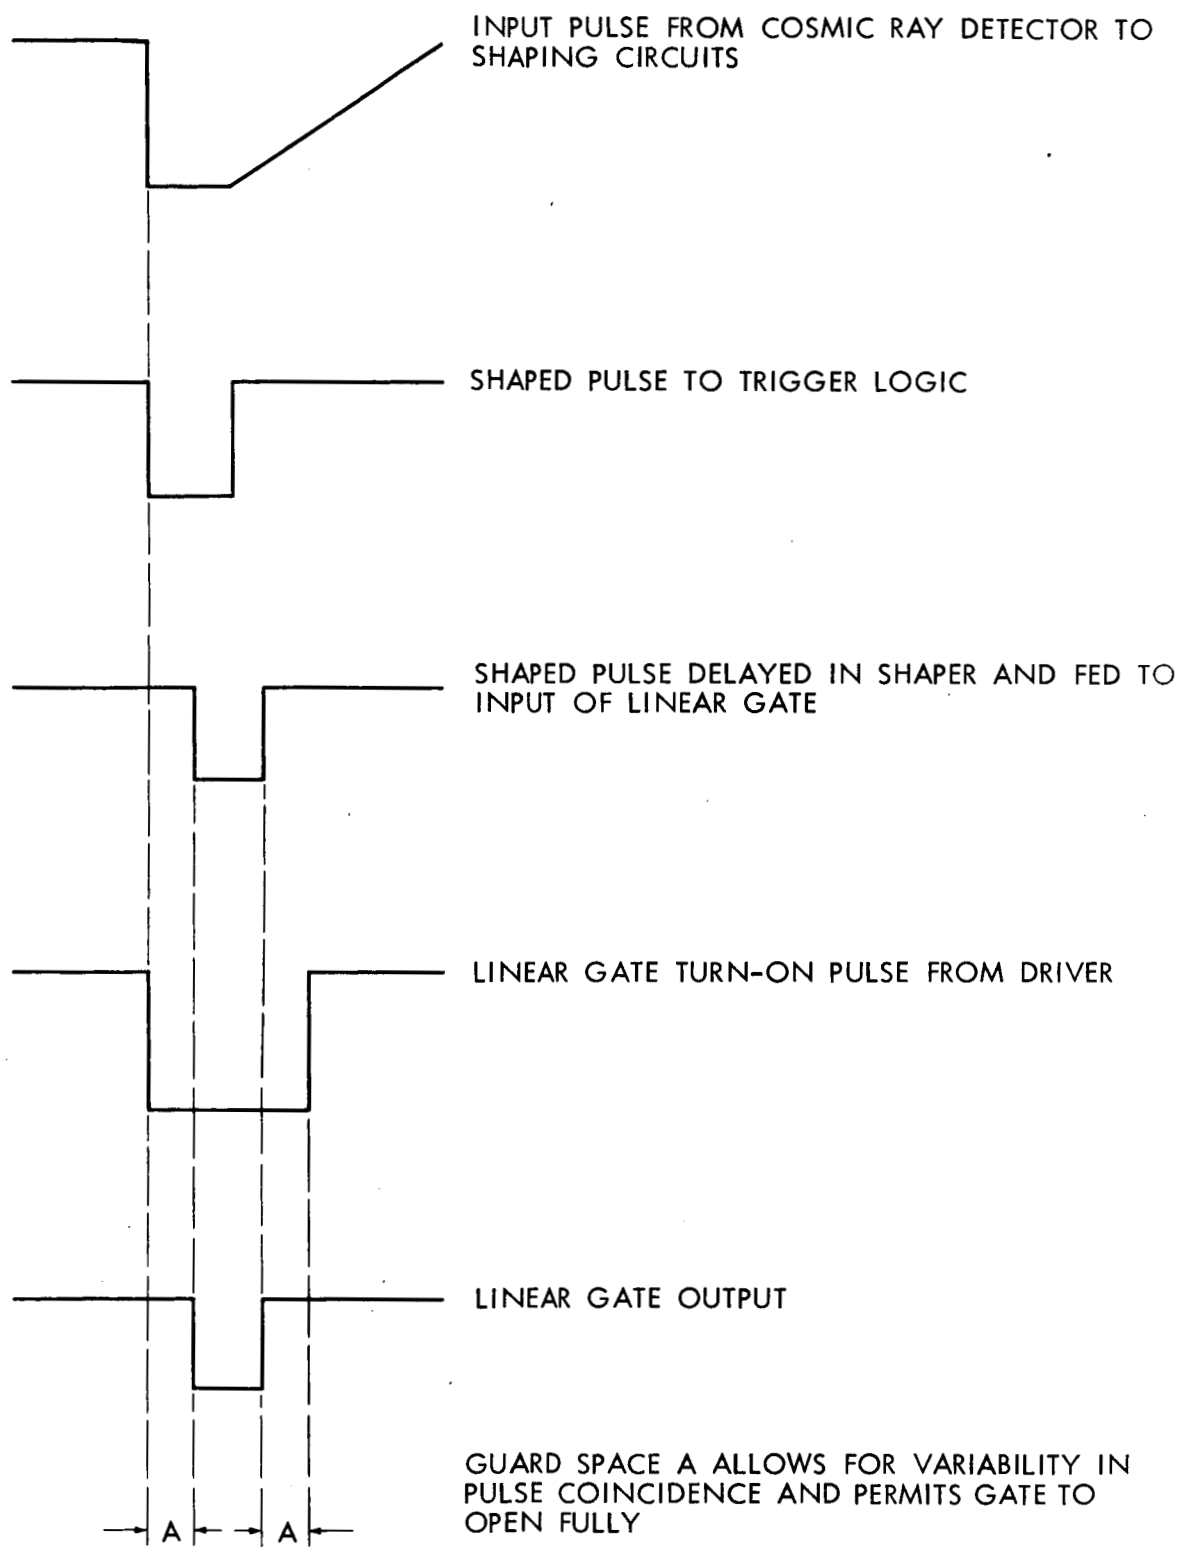 INPUT PULSE FROM COSMIC RAY DETECTOR TO
SHAPING CIRCUITS
SHAPED PULSE TO TRIGGER LOGIC
SHAPED PULSE DELAYED IN SHAPER AND FED TO
INPUT OF LINEAR GATE
LINEAR GATE TURN-ON PULSE FROM DRIVER
LINEAR GATE OUTPUT
GUARD SPACE A ALLOWS FOR VARIABILITY IN
PULSE COINCIDENCE AND PERMITS GATE TO
OPEN FULLY
A A